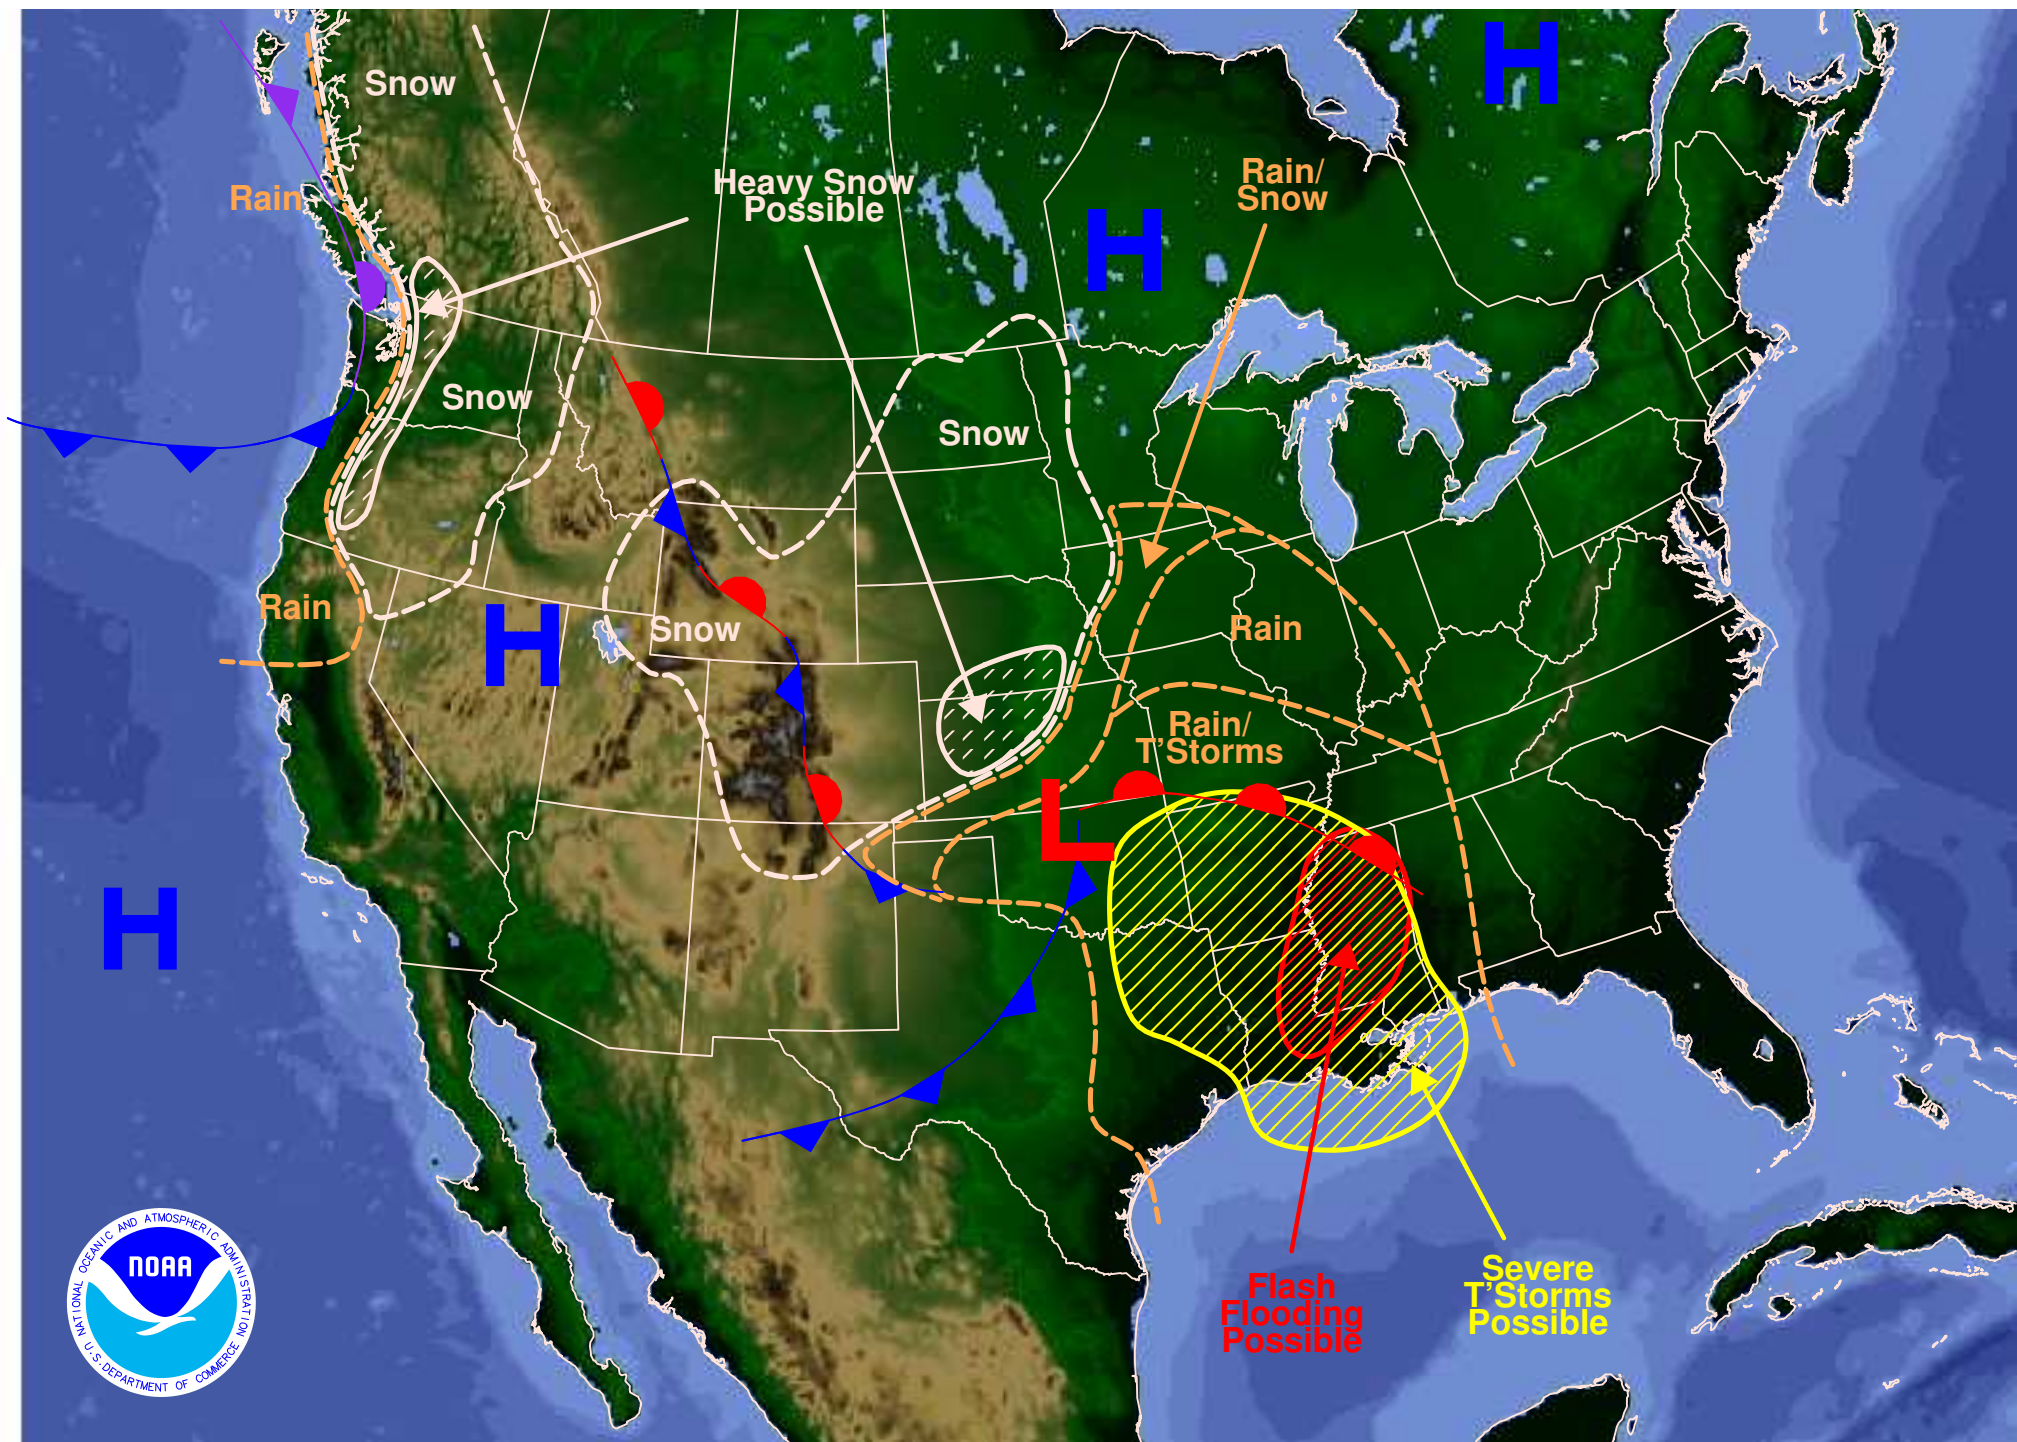 H
Snow
Rain/
Snow
Heavy Snow
Possible
Rain
H
Snow
Snow
Rain
H
Snow
Rain
Rain/
T'Storms
L
H
NATIONAL OCEANIC AND ATMOSPHERIC ADMINISTRATION
NOAA
U.S. DEPARTMENT OF COMMERCE
Flash
Flooding
Possible
Severe
T'Storms
Possible